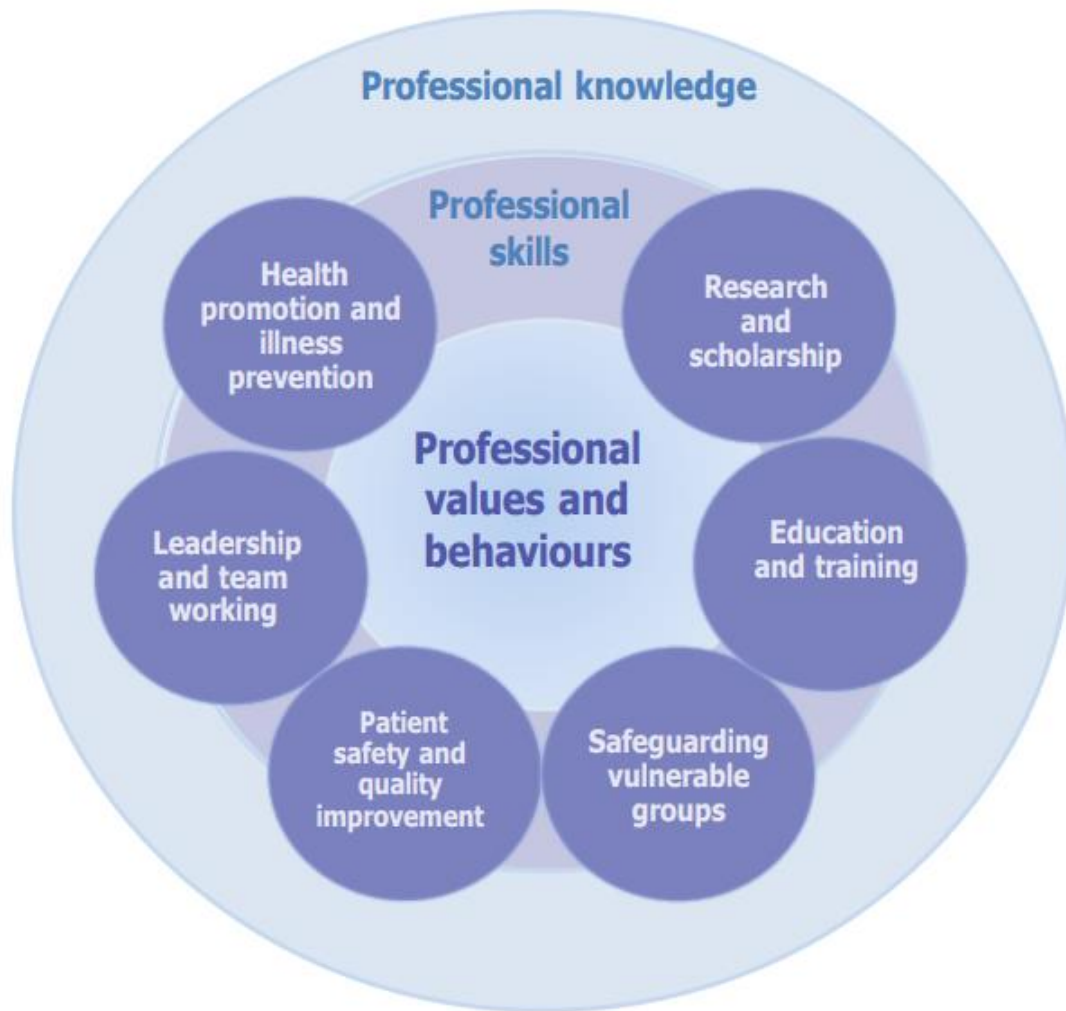 Professional knowledge
Professional
skills
Health
promotion and
illness
prevention
Research
and
scholarship
Professional
values and
behaviours
Leadership
and team
working
Education
and training
Patient
safety and
quality
improvement
Safeguarding
vulnerable
groups